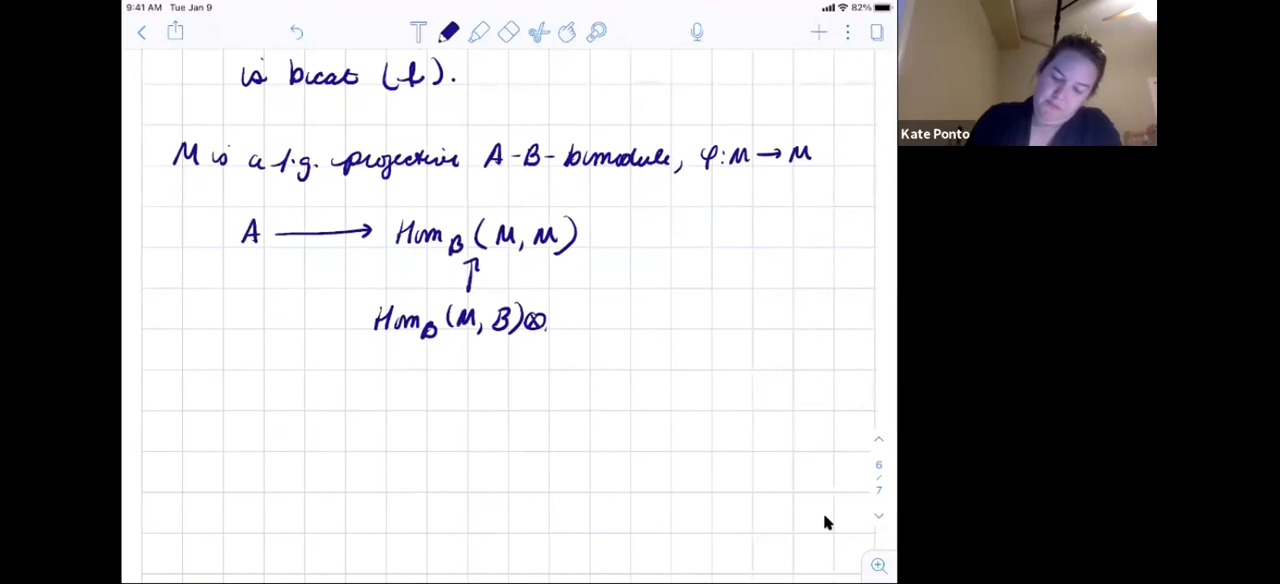 9:41 AM Tue Jan 9
82%
is bicat (
M is a f.g. projective A-B-bimodule, φ: M → M
A ⟶ Hom_B (M, M)
↑
Hom_B (M, B) ⊗
Kate Ponto
6
/
7